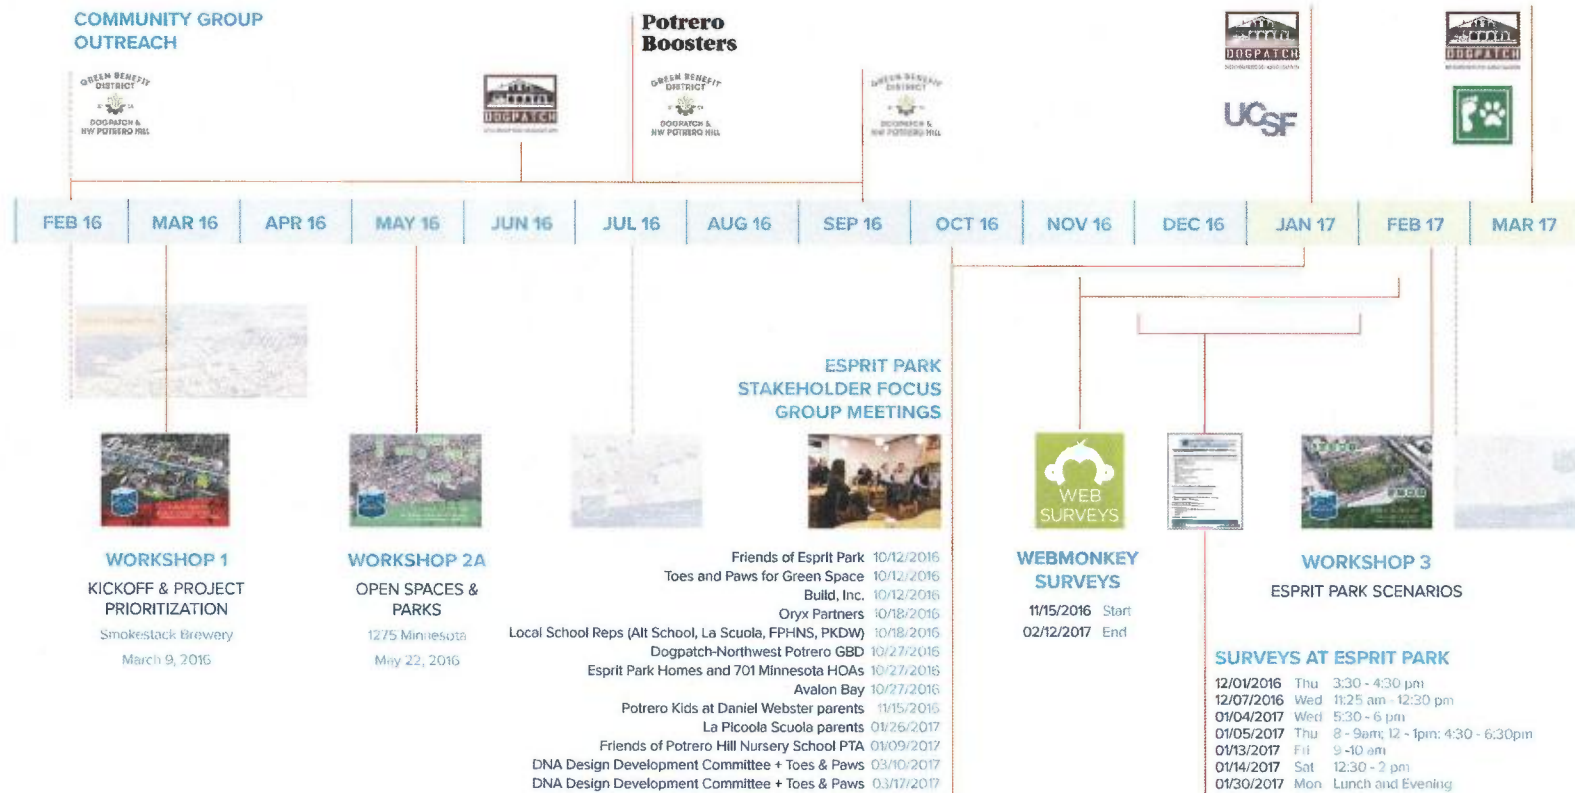 COMMUNITY GROUP
OUTREACH
GREEN BENEFIT
DISTRICT
DOGPATCH &
NW POTRERO HILL
DOGPATCH
Potrero
Boosters
GREEN BENEFIT
DISTRICT
DOGPATCH &
NW POTRERO HILL
GREEN BENEFIT
DISTRICT
DOGPATCH &
NW POTRERO HILL
DOGPATCH
NEIGHBORHOOD ASSOCIATION
UCSF
DOGPATCH
FEB 16
MAR 16
APR 16
MAY 16
JUN 16
JUL 16
AUG 16
SEP 16
OCT 16
NOV 16
DEC 16
JAN 17
FEB 17
MAR 17
WORKSHOP 1
KICKOFF & PROJECT
PRIORITIZATION
Smokestack Brewery
March 9, 2016
WORKSHOP 2A
OPEN SPACES &
PARKS
1275 Minnesota
May 22, 2016
ESPRIT PARK
STAKEHOLDER FOCUS
GROUP MEETINGS
Friends of Esprit Park 10/12/2016
Toes and Paws for Green Space 10/12/2016
Build, Inc. 10/12/2016
Oryx Partners 10/18/2016
Local School Reps (Alt School, La Scuola, FPHNS, PKDW) 10/18/2016
Dogpatch-Northwest Potrero GBD 10/27/2016
Esprit Park Homes and 701 Minnesota HOAs 10/27/2016
Avalon Bay 10/27/2016
Potrero Kids at Daniel Webster parents 11/15/2016
La Picoola Scuola parents 01/26/2017
Friends of Potrero Hill Nursery School PTA 01/09/2017
DNA Design Development Committee + Toes & Paws 03/10/2017
DNA Design Development Committee + Toes & Paws 03/17/2017
WEB
SURVEYS
WEBMONKEY
SURVEYS
11/15/2016 Start
02/12/2017 End
WORKSHOP 3
ESPRIT PARK SCENARIOS
SURVEYS AT ESPRIT PARK
12/01/2016 Thu 3:30 - 4:30 pm
12/07/2016 Wed 11:25 am - 12:30 pm
01/04/2017 Wed 5:30 - 6 pm
01/05/2017 Thu 8 - 9am; 12 - 1pm; 4:30 - 6:30pm
01/13/2017 Fri 9 -10 am
01/14/2017 Sat 12:30 - 2 pm
01/30/2017 Mon Lunch and Evening